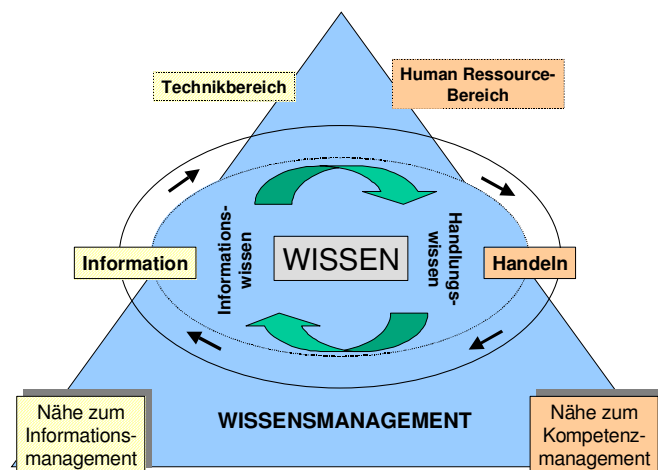 Technikbereich
Human Ressource-
Bereich
Informations-
wissen
WISSEN
Handlungs-
wissen
Information
Handeln
Nähe zum
Informations-
management
WISSENSMANAGEMENT
Nähe zum
Kompetenz-
management